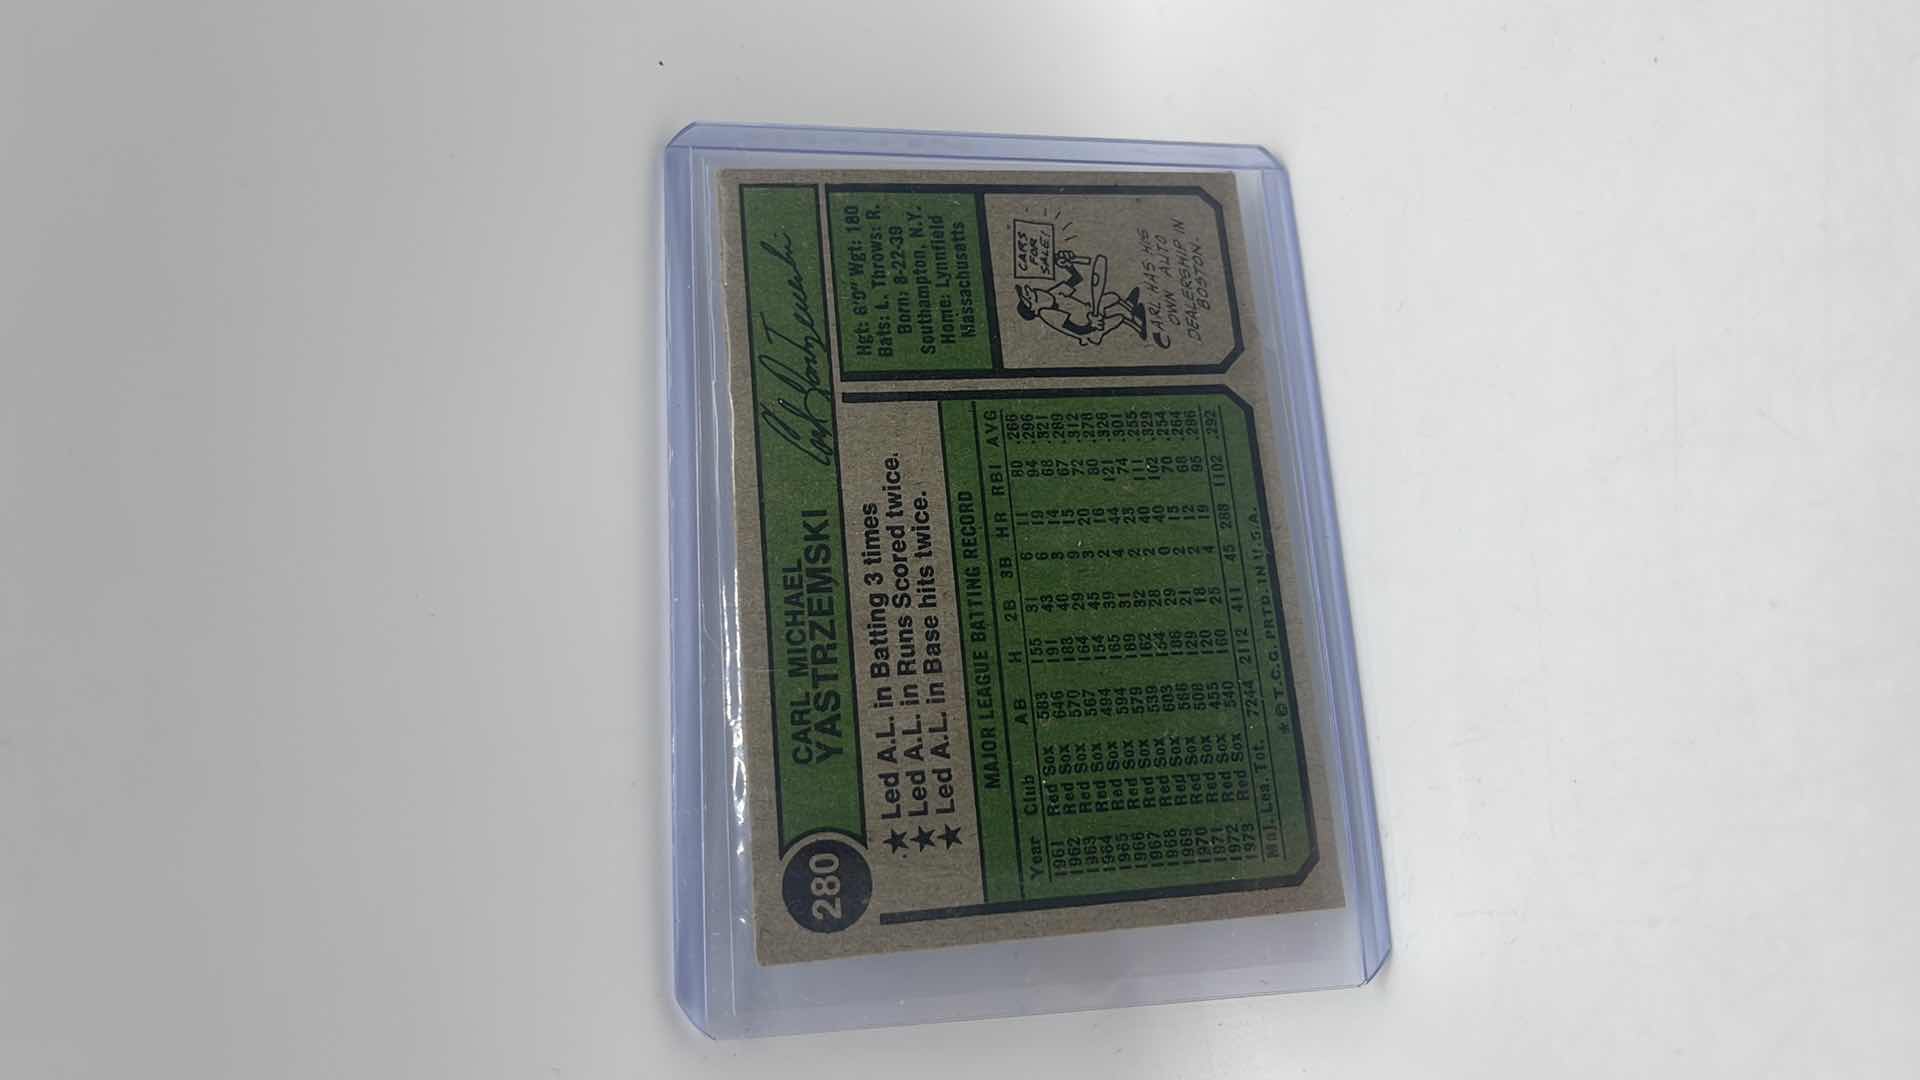 280
CARL MICHAEL
YASTRZEMSKI
Carl Yastrzemski
★ Led A.L. in Batting 3 times
★ Led A.L. in Runs Scored twice.
★ Led A.L. in Base hits twice.
Hgt: 6'0" Wgt: 180
Bats: L. Throws: R.
Born: 8-22-39
Southampton, N.Y.
Home: Lynnfield
Massachusatts
MAJOR LEAGUE BATTING RECORD
Year Club AB H 2B 3B HR RBI AVG
1961 Red Sox 583 155 31 6 11 80 .266
1962 Red Sox 646 191 43 6 19 94 .296
1963 Red Sox 570 183 40 3 14 68 .321
1964 Red Sox 567 164 29 9 15 67 .289
1965 Red Sox 494 154 45 3 20 72 .312
1966 Red Sox 594 165 39 2 16 80 .278
1967 Red Sox 579 189 31 4 44 121 .326
1968 Red Sox 539 162 32 2 23 74 .301
1969 Red Sox 603 154 28 2 40 111 .255
1970 Red Sox 566 186 29 0 40 102 .329
1971 Red Sox 508 129 21 2 15 70 .254
1972 Red Sox 455 120 18 2 12 68 .264
1973 Red Sox 540 160 25 4 19 95 .296
Maj. Lea. Tot. 7244 2112 411 45 288 1102 .292
CARS
FOR
SALE!
CARL HAS HIS
OWN AUTO
DEALERSHIP IN
BOSTON.
* © T.C.G. PRTD. IN U.S.A.